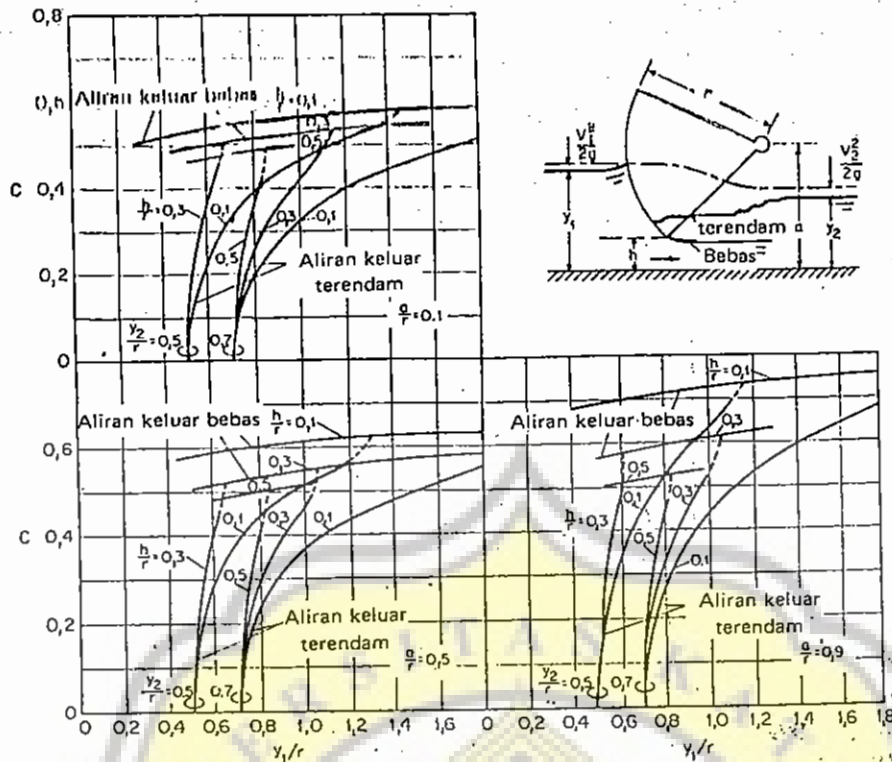 0,8
Aliran keluar bebas h/r = 0,1
0,3
0,5
C 0,4
h/r = 0,3
0,1
0,5
0,3
0,1
0,2
Aliran keluar
terendam
a/r = 0.1
y₂/r = 0,5
0,7
0
r
V₂²/2g
y₁
h
terendam
Bebas
a
y₂
Aliran keluar bebas h/r = 0,1
0,6
0,3
0,5
0,1
0,3
0,1
C 0,4
h/r = 0,3
0,5
0,2
Aliran keluar
terendam
a/r = 0,5
y₂/r = 0,5
0,7
0
0 0,2 0,4 0,6 0,8 1,0 1,2 1,4 1,6 1,8
y₁/r
h/r = 0,1
Aliran keluar bebas
0,3
0,5
0,1
0,3
h/r = 0,3
0,5
0,1
Aliran keluar
terendam
a/r = 0,9
y₂/r = 0,5
0,7
0 0,2 0,4 0,6 0,8 1,0 1,2 1,4 1,6 1,8
y₁/r